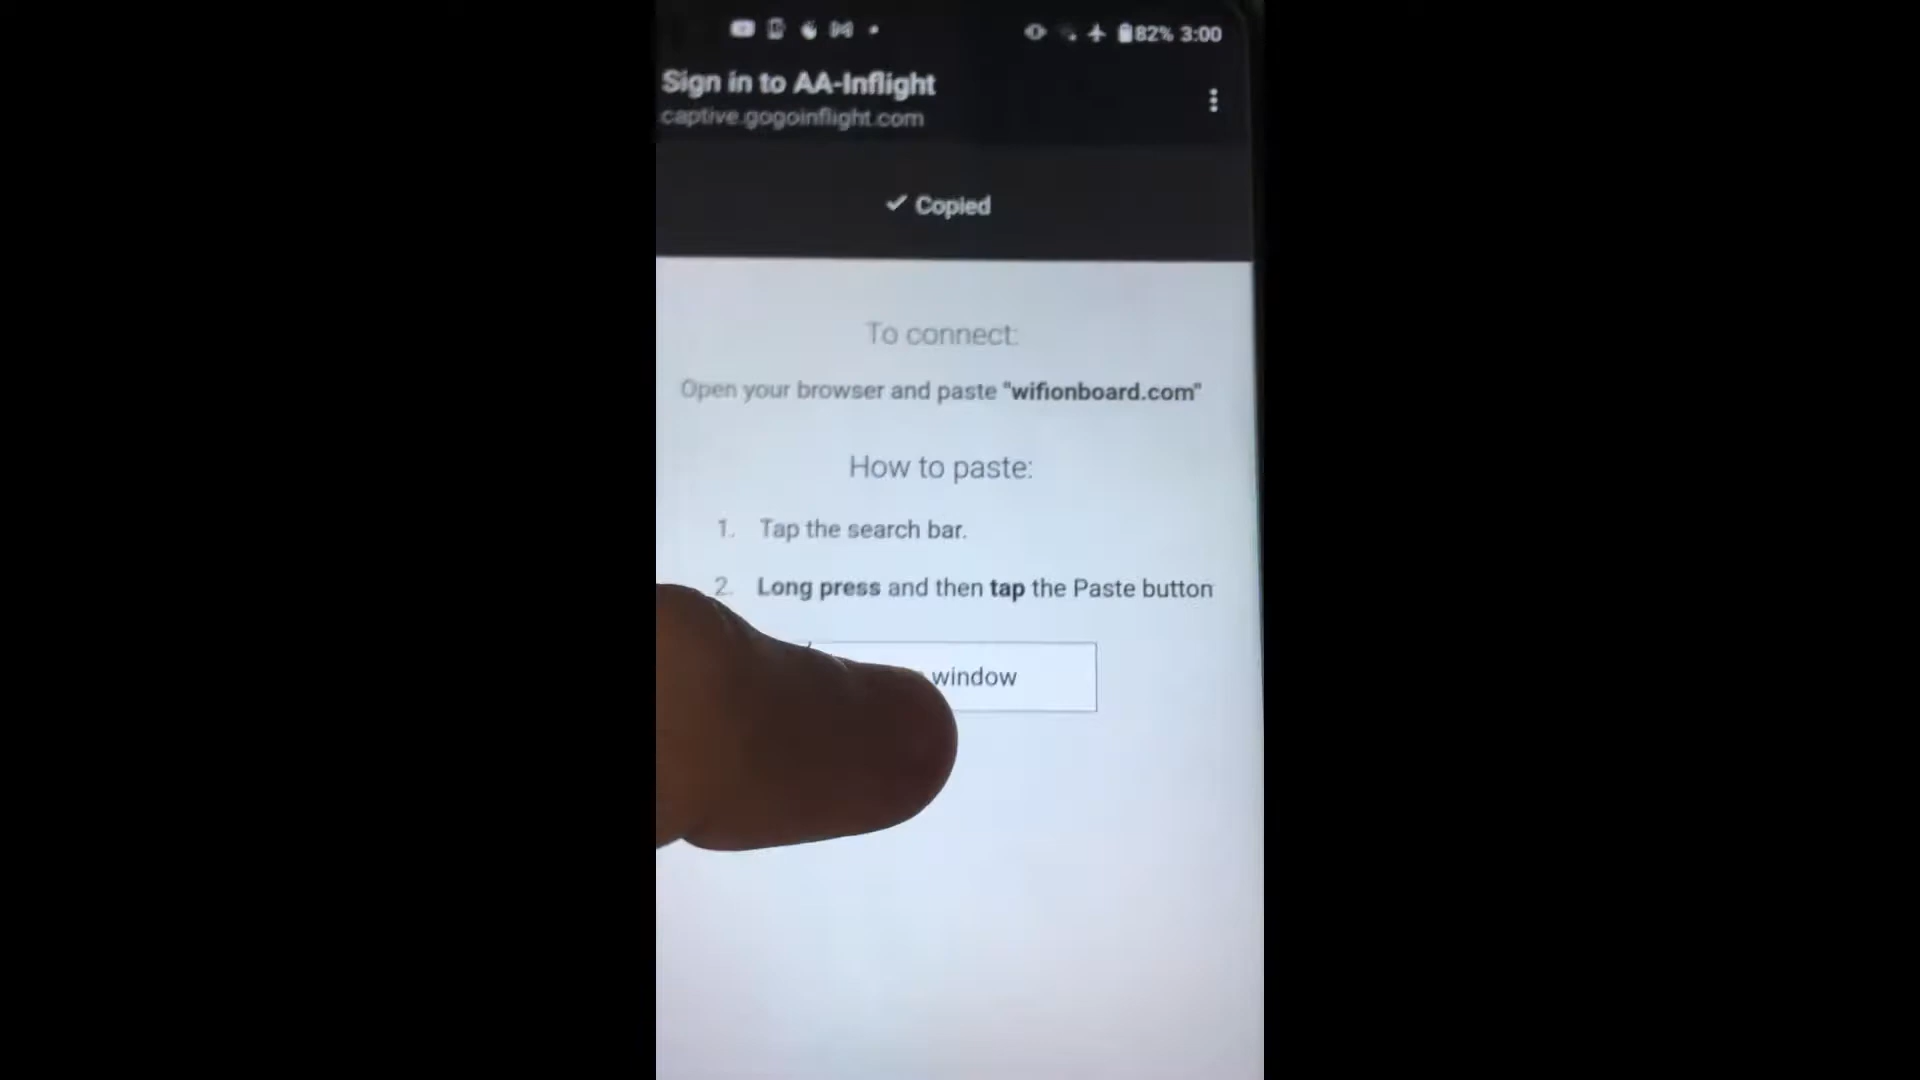 82% 3:00
Sign in to AA-Inflight
captive.gogoinflight.com
✓ Copied
To connect:
Open your browser and paste "wifionboard.com"
How to paste:
1. Tap the search bar.
2. Long press and then tap the Paste button
window